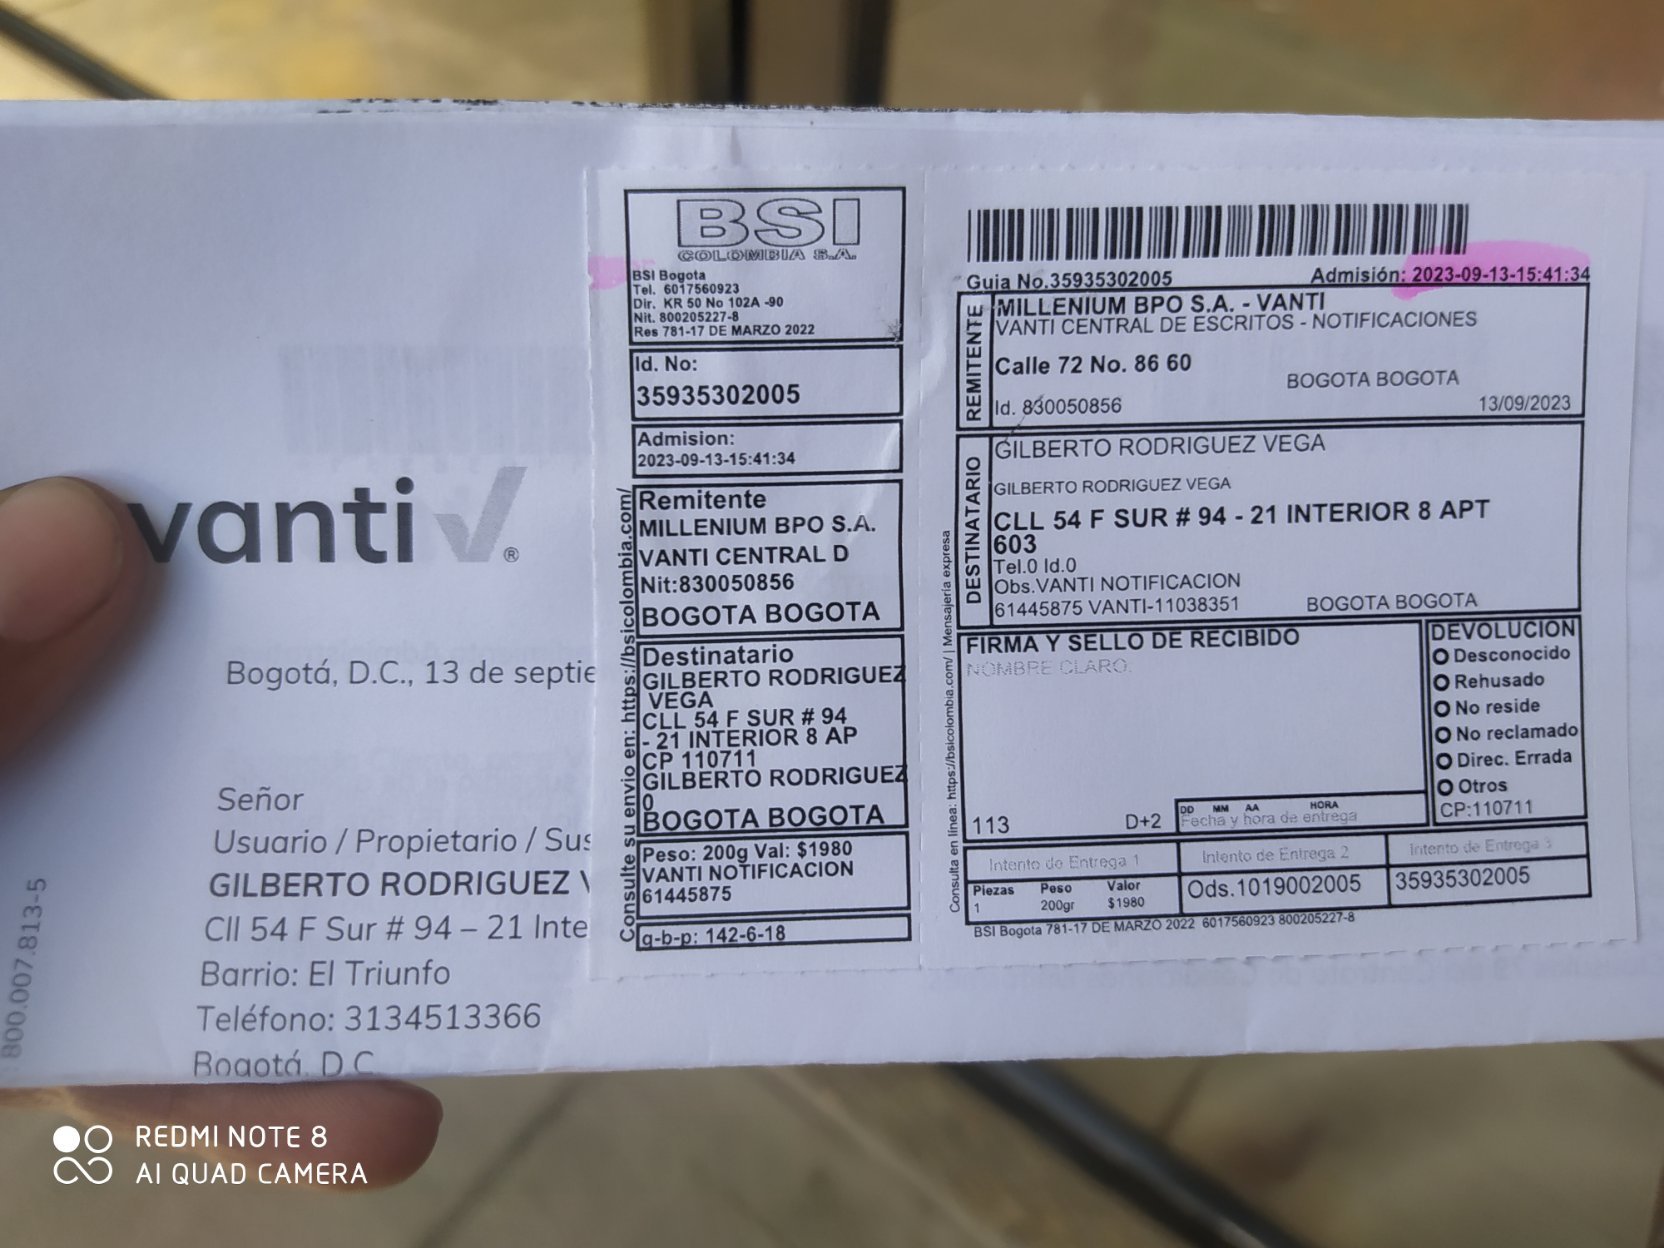 vanti
®
Bogotá, D.C., 13 de septie
Señor
Usuario / Propietario / Sus
GILBERTO RODRIGUEZ V
Cll 54 F Sur # 94 – 21 Inte
Barrio: El Triunfo
Teléfono: 3134513366
Bogotá, D.C
800.007.813-5
BSI
COLOMBIA S.A.
BSI Bogota
Tel. 6017560923
Dir. KR 50 No 102A -90
Nit. 800205227-8
Res 781-17 DE MARZO 2022
Id. No:
35935302005
Admision:
2023-09-13-15:41:34
Remitente
MILLENIUM BPO S.A.
VANTI CENTRAL D
Nit:830050856
BOGOTA BOGOTA
Destinatario
GILBERTO RODRIGUEZ
VEGA
CLL 54 F SUR # 94
- 21 INTERIOR 8 AP
CP 110711
GILBERTO RODRIGUEZ
0
BOGOTA BOGOTA
Peso: 200g Val: $1980
VANTI NOTIFICACION
61445875
g-b-p: 142-6-18
Consulte su envio en: https://bsicolombia.com/
Guia No.35935302005 Admisión: 2023-09-13-15:41:34
REMITENTE
MILLENIUM BPO S.A. - VANTI
VANTI CENTRAL DE ESCRITOS - NOTIFICACIONES
Calle 72 No. 86 60
BOGOTA BOGOTA
Id. 830050856 13/09/2023
DESTINATARIO
GILBERTO RODRIGUEZ VEGA
GILBERTO RODRIGUEZ VEGA
CLL 54 F SUR # 94 - 21 INTERIOR 8 APT
603
Tel.0 Id.0
Obs.VANTI NOTIFICACION
61445875 VANTI-11038351 BOGOTA BOGOTA
FIRMA Y SELLO DE RECIBIDO
NOMBRE CLARO:
113 D+2
DD MM AA HORA
Fecha y hora de entrega
DEVOLUCION
Desconocido
Rehusado
No reside
No reclamado
Direc. Errada
Otros
CP:110711
Intento de Entrega 1 Intento de Entrega 2 Intento de Entrega 3
Piezas Peso Valor
1 200gr $1980
Ods.1019002005
35935302005
BSI Bogota 781-17 DE MARZO 2022 6017560923 800205227-8
Consulta en linea: https://bsicolombia.com/ | Mensajería expresa
REDMI NOTE 8
AI QUAD CAMERA